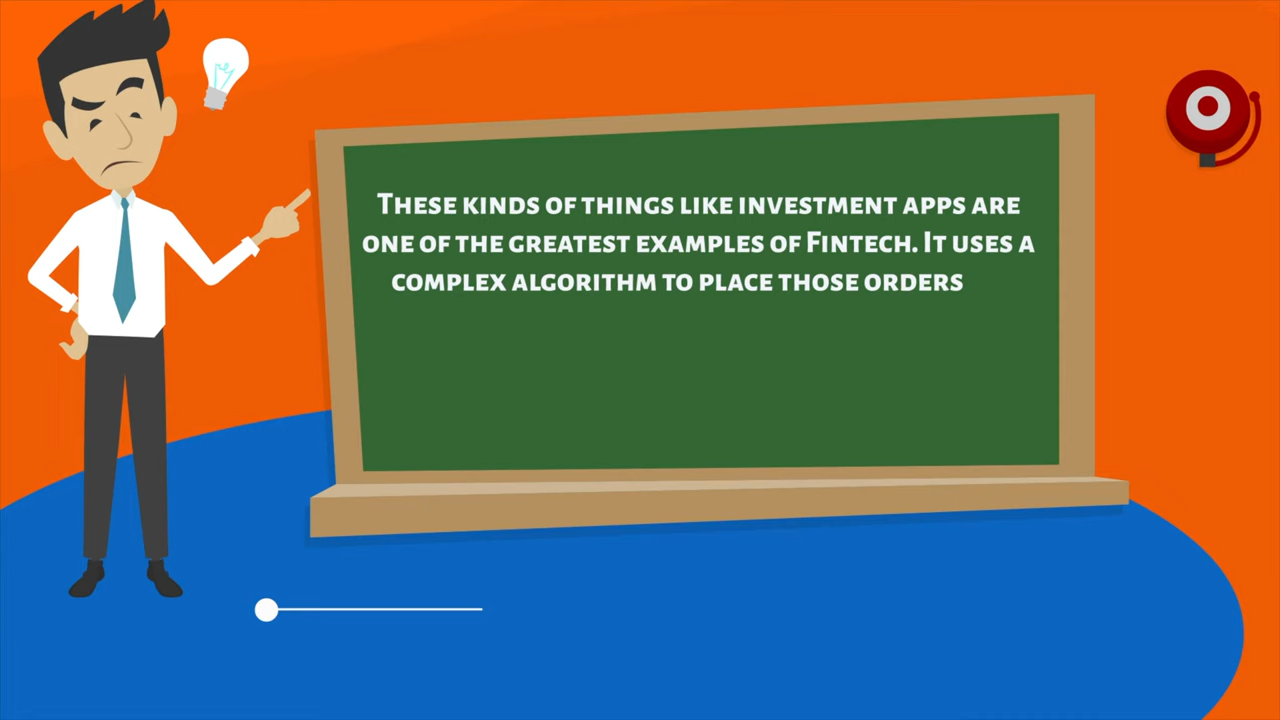 These kinds of things like investment apps are
one of the greatest examples of Fintech. It uses a
complex algorithm to place those orders